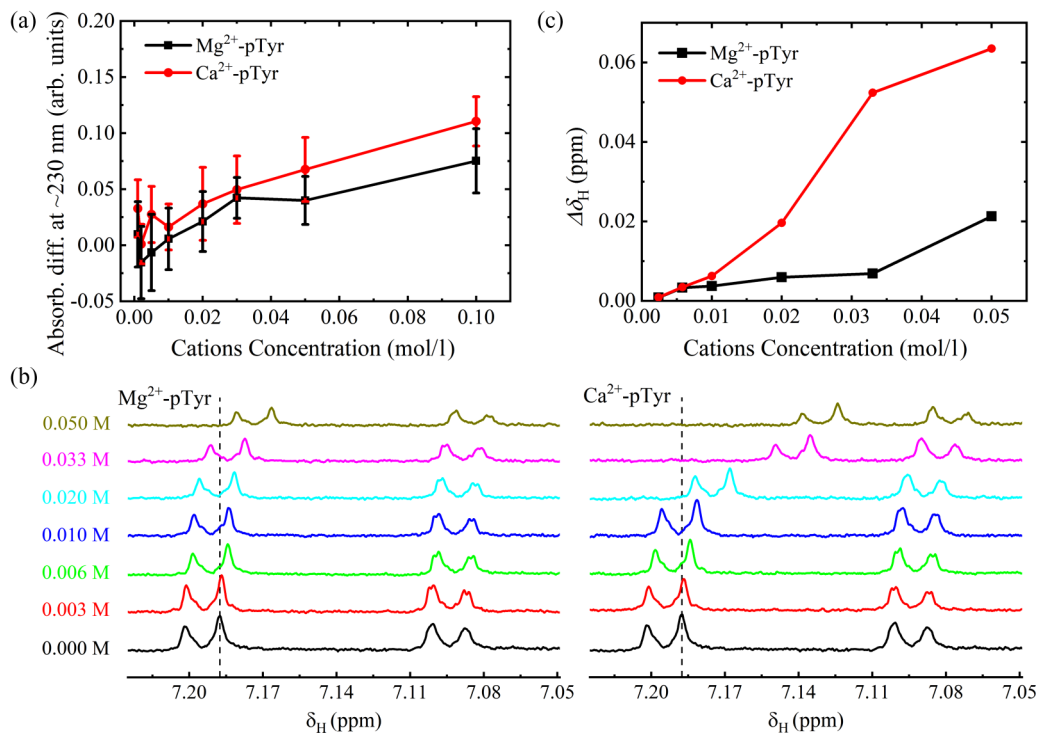 (a)
Absorb. diff. at ~230 nm (arb. units)
0.20
0.15
0.10
0.05
0.00
-0.05
Mg²⁺-pTyr
Ca²⁺-pTyr
0.00 0.02 0.04 0.06 0.08 0.10
Cations Concentration (mol/l)
(c)
Δδ_H (ppm)
0.06
0.04
0.02
0.00
Mg²⁺-pTyr
Ca²⁺-pTyr
0.00 0.01 0.02 0.03 0.04 0.05
Cations Concentration (mol/l)
(b)
Mg²⁺-pTyr
0.050 M
0.033 M
0.020 M
0.010 M
0.006 M
0.003 M
0.000 M
7.20 7.17 7.14 7.11 7.08 7.05
δ_H (ppm)
Ca²⁺-pTyr
7.20 7.17 7.14 7.11 7.08 7.05
δ_H (ppm)